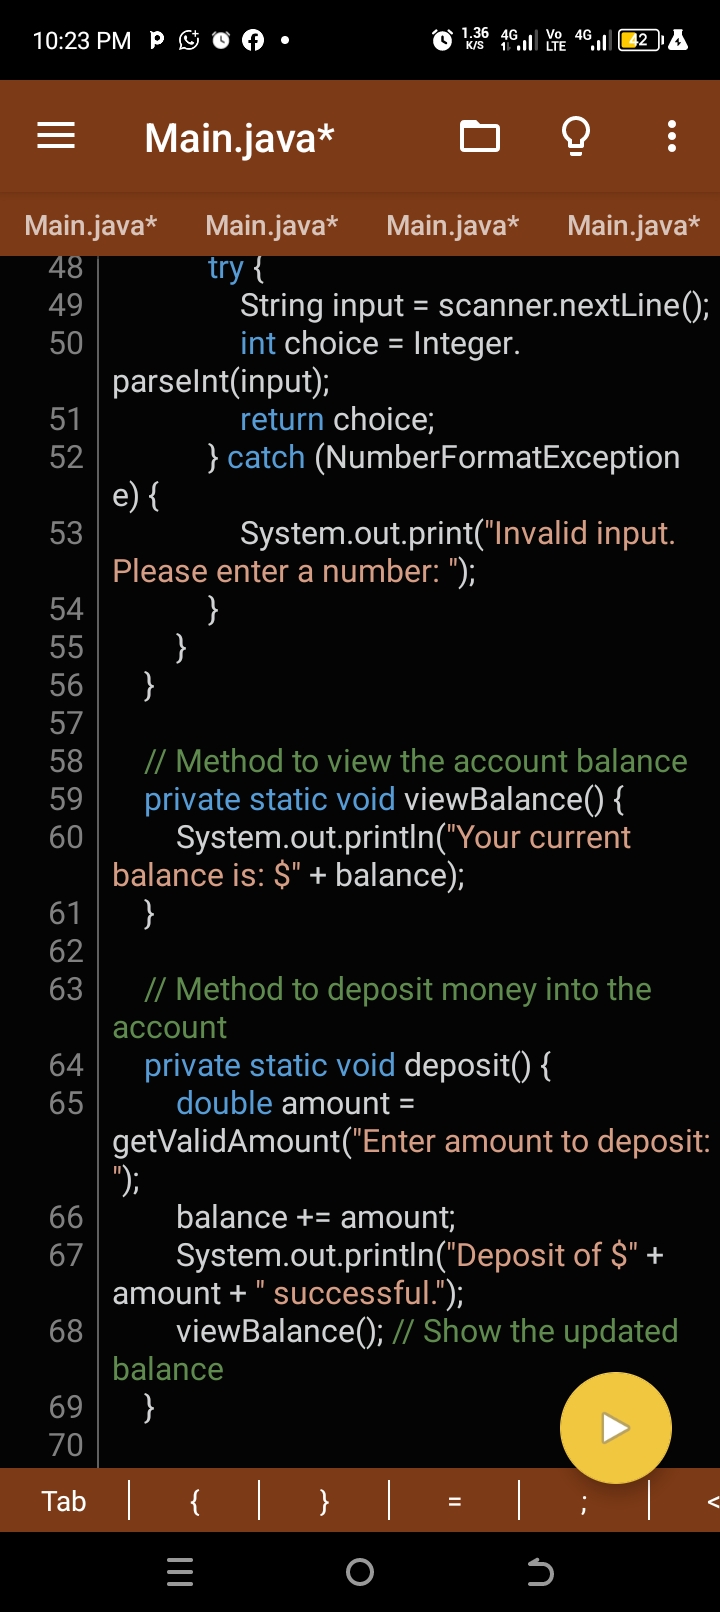 10:23 PM
1.36 K/S 4G Vo LTE 4G 42
Main.java*
Main.java* Main.java* Main.java* Main.java*
48 try {
49 String input = scanner.nextLine();
50 int choice = Integer.
parseInt(input);
51 return choice;
52 } catch (NumberFormatException
e) {
53 System.out.print("Invalid input.
Please enter a number: ");
54 }
55 }
56 }
57
58 // Method to view the account balance
59 private static void viewBalance() {
60 System.out.println("Your current
balance is: $" + balance);
61 }
62
63 // Method to deposit money into the
account
64 private static void deposit() {
65 double amount =
getValidAmount("Enter amount to deposit:
");
66 balance += amount;
67 System.out.println("Deposit of $" +
amount + " successful.");
68 viewBalance(); // Show the updated
balance
69 }
70
Tab { } = ; <